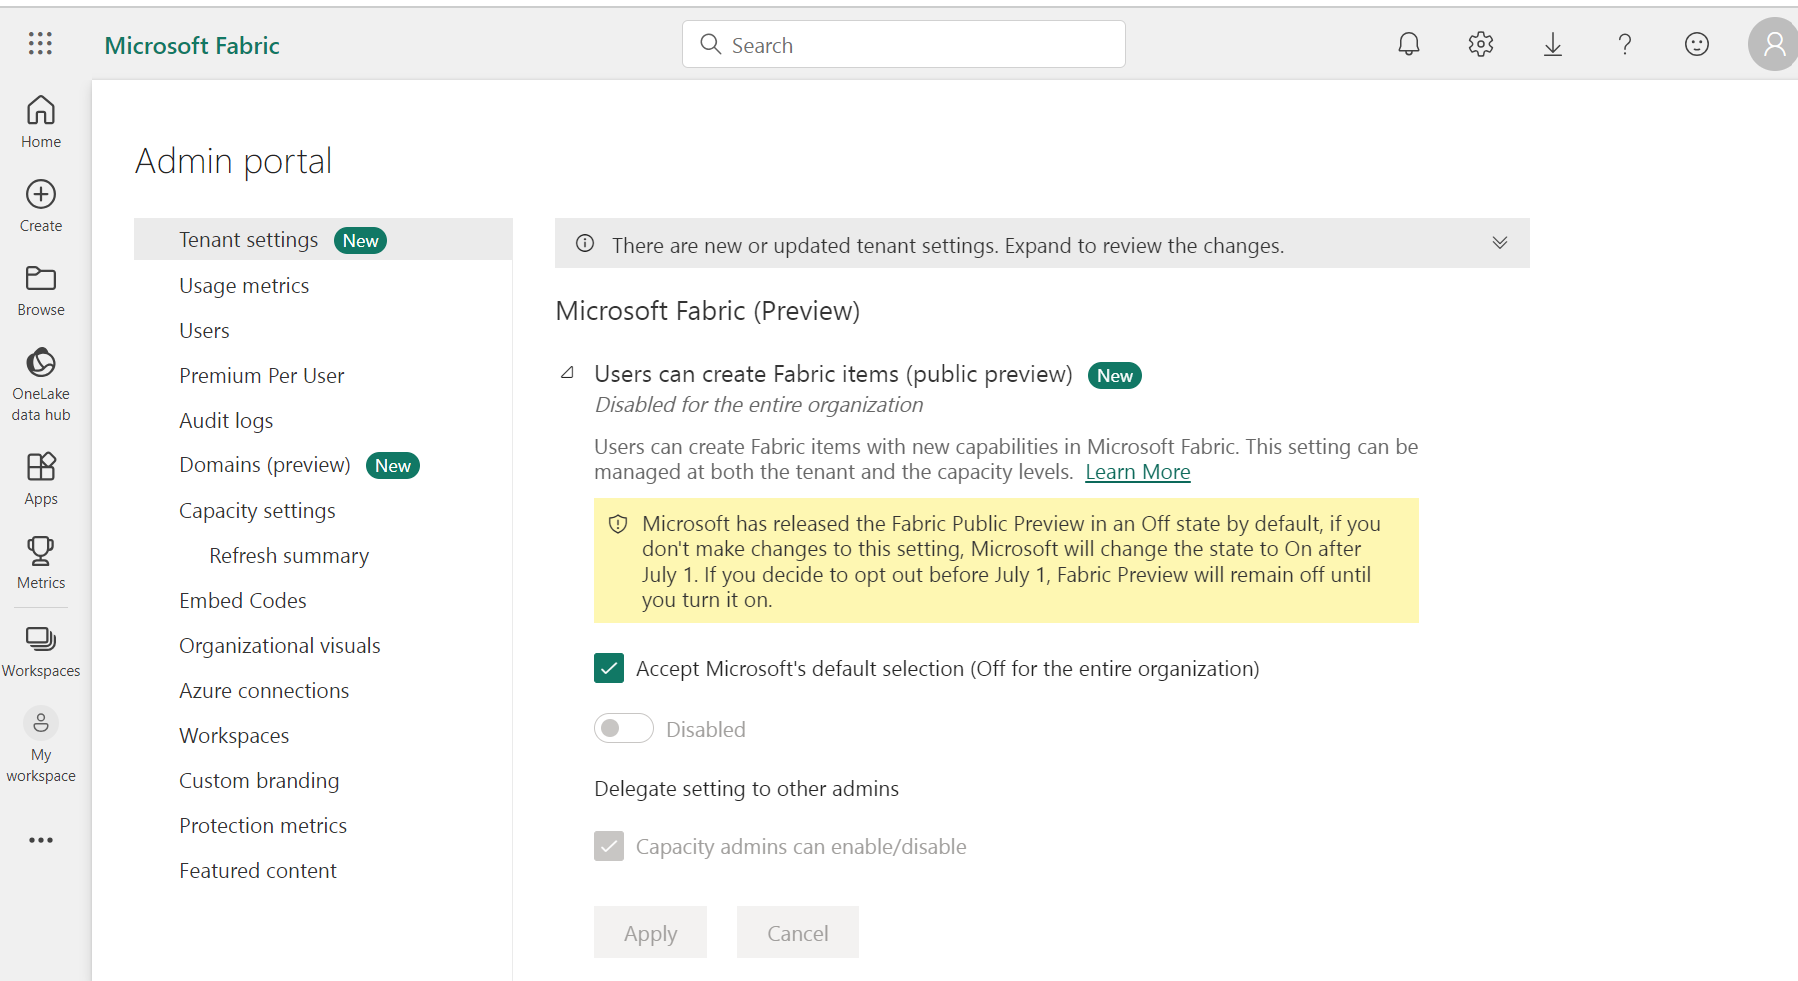 Microsoft Fabric
Search
Home
Create
Browse
OneLake
data hub
Apps
Metrics
Workspaces
My
workspace
Admin portal
Tenant settings New
Usage metrics
Users
Premium Per User
Audit logs
Domains (preview) New
Capacity settings
Refresh summary
Embed Codes
Organizational visuals
Azure connections
Workspaces
Custom branding
Protection metrics
Featured content
There are new or updated tenant settings. Expand to review the changes.
Microsoft Fabric (Preview)
Users can create Fabric items (public preview) New
Disabled for the entire organization
Users can create Fabric items with new capabilities in Microsoft Fabric. This setting can be
managed at both the tenant and the capacity levels. Learn More
Microsoft has released the Fabric Public Preview in an Off state by default, if you
don't make changes to this setting, Microsoft will change the state to On after
July 1. If you decide to opt out before July 1, Fabric Preview will remain off until
you turn it on.
Accept Microsoft's default selection (Off for the entire organization)
Disabled
Delegate setting to other admins
Capacity admins can enable/disable
Apply Cancel